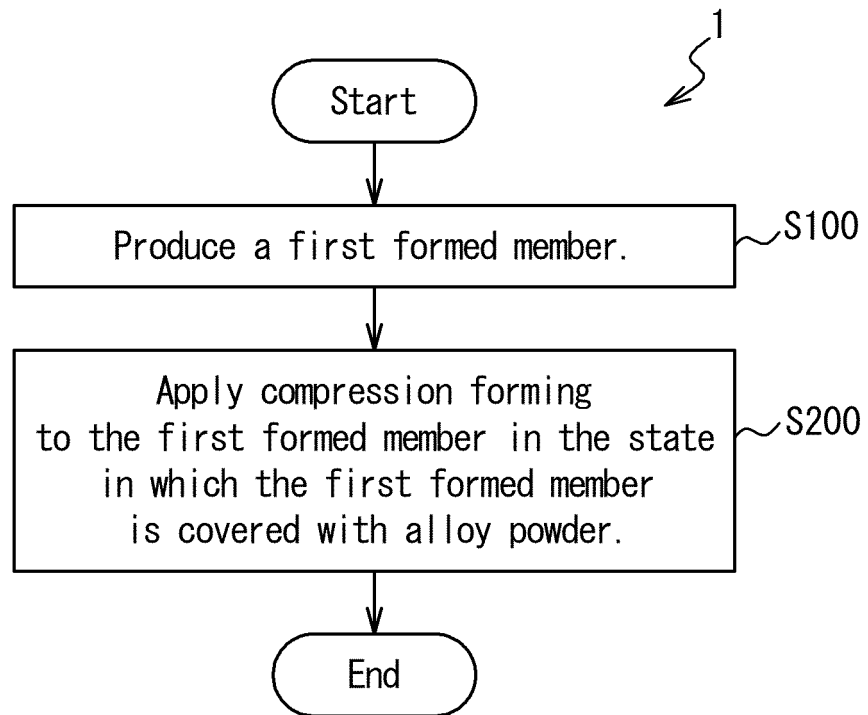 1
Start
Produce a first formed member.
S100
Apply compression forming
to the first formed member in the state
in which the first formed member
is covered with alloy powder.
S200
End